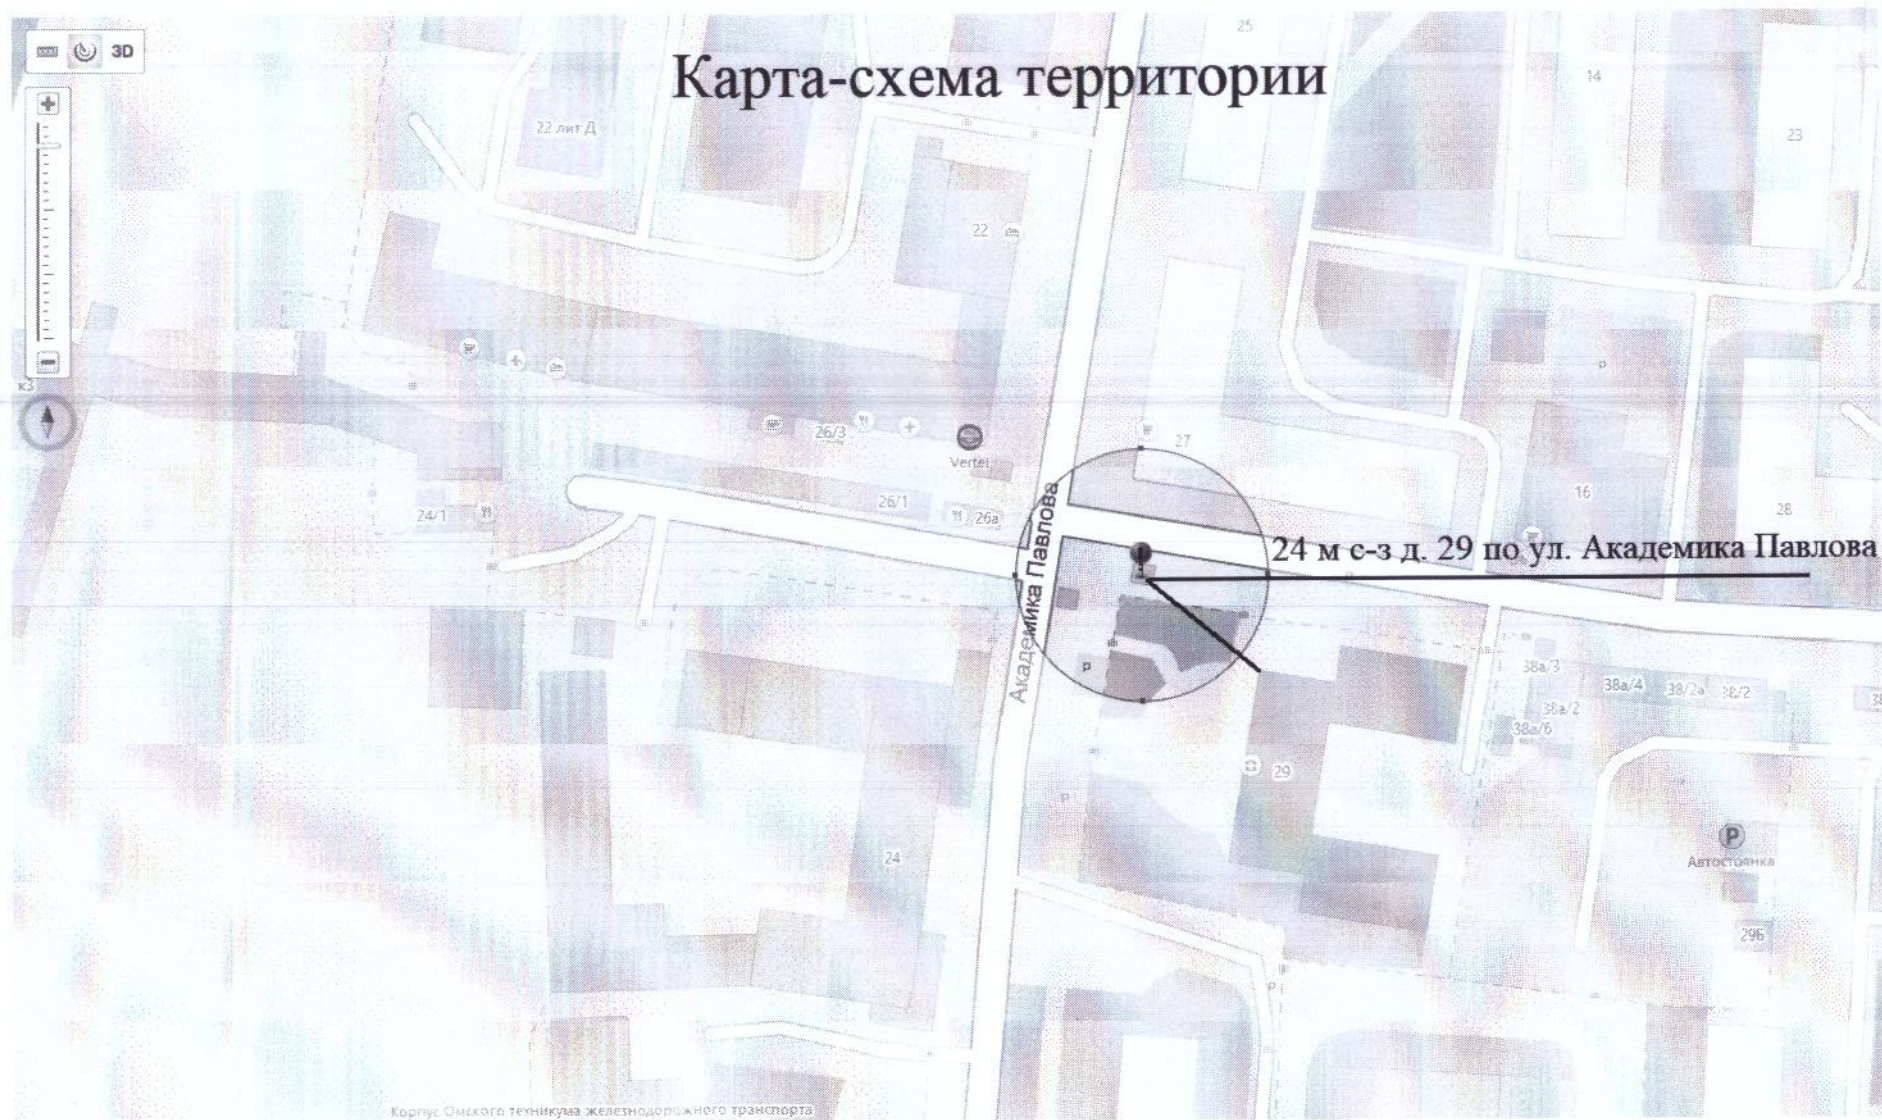 3D
Карта-схема территории
25
14
22 лит Д
23
22
к3
26/3
27
Vertel
Р
26/1
26а
16
28
24/1
Академика Павлова
24 м с-з д. 29 по ул. Академика Павлова
Р
38а/3
38а/4
38/2а
38/2
38а/2
38а/6
29
Р
Р
Автостоянка
24
29Б
Р
Корпус Омского техникума железнодорожного транспорта